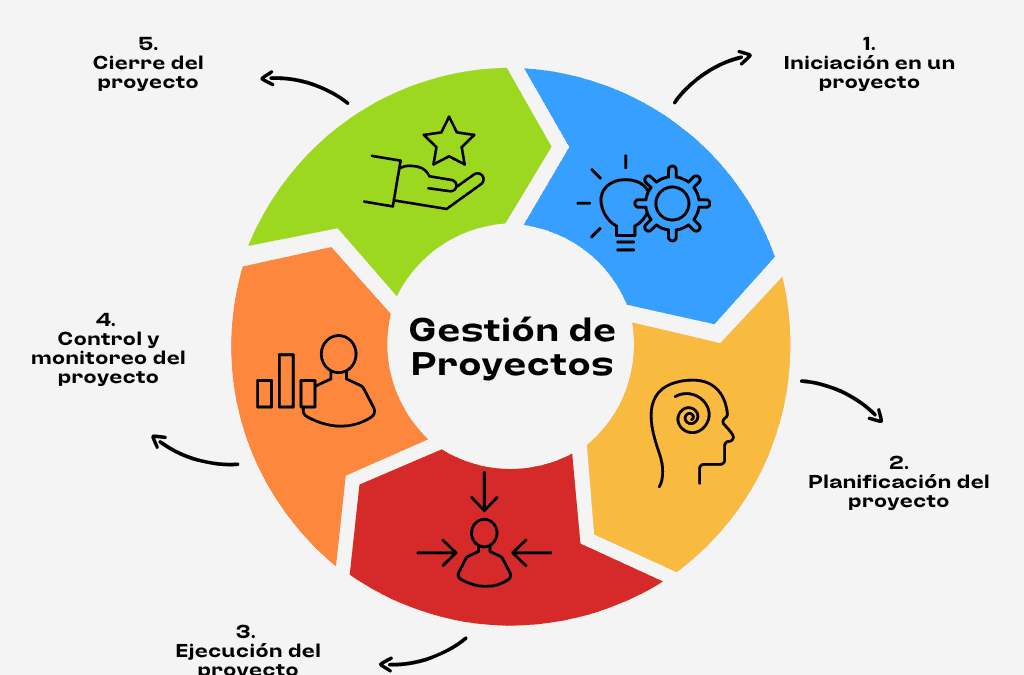 Gestión de
Proyectos
1.
Iniciación en un
proyecto
2.
Planificación del
proyecto
3.
Ejecución del
proyecto
4.
Control y
monitoreo del
proyecto
5.
Cierre del
proyecto